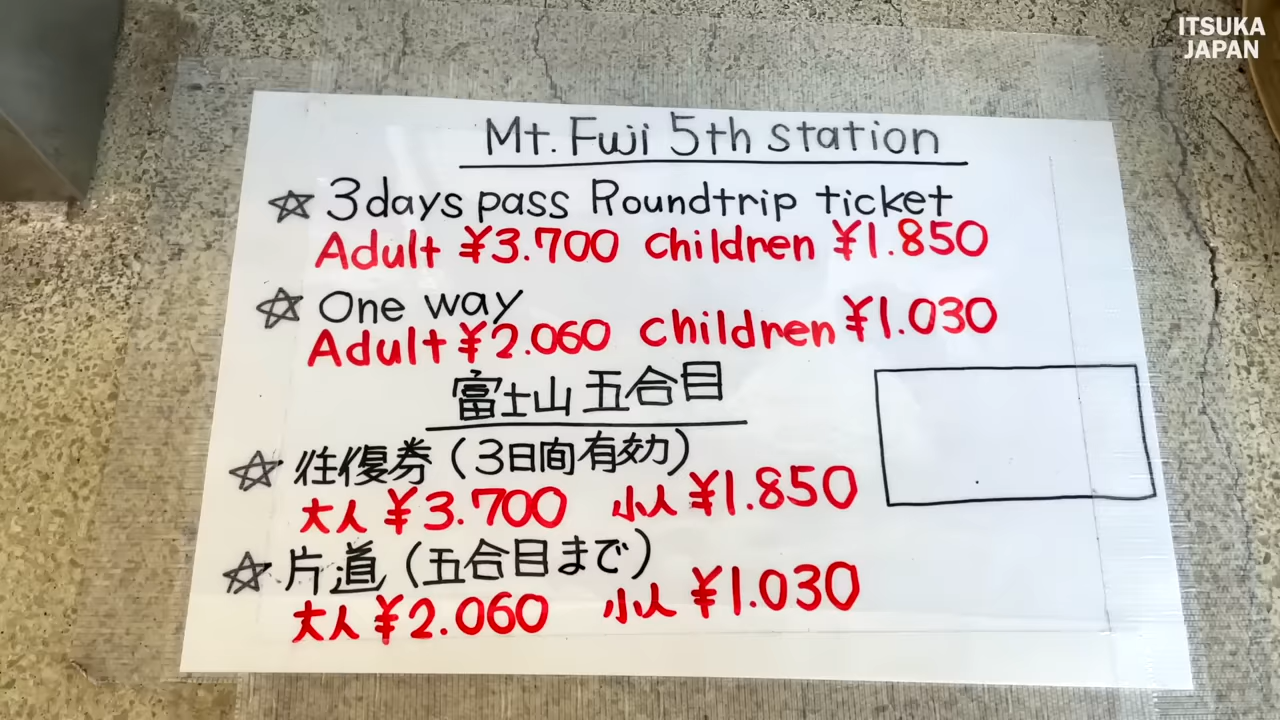 ITSUKA
JAPAN
Mt. Fuji 5th station
☆ 3days pass Roundtrip ticket
Adult ¥3.700 children ¥1.850
☆ One way
Adult ¥2.060 children ¥1.030
富士山五合目
☆ 往復券(3日間有効)
大人¥3.700 小人¥1.850
☆ 片道(五合目まで)
大人¥2.060 小人¥1.030